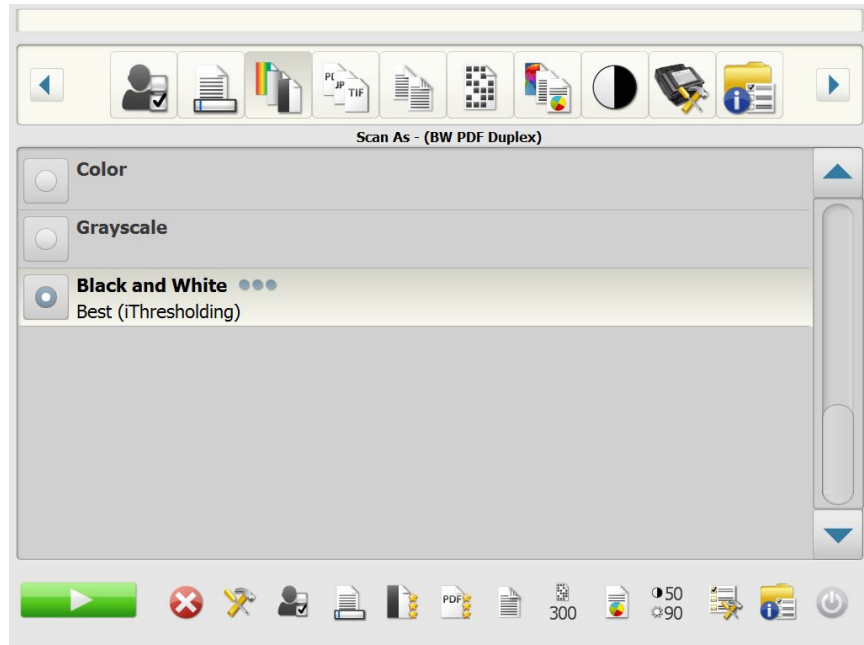 PDF JP TIF
Scan As - (BW PDF Duplex)
Color
Grayscale
Black and White
Best (iThresholding)
PDF
300
50
90